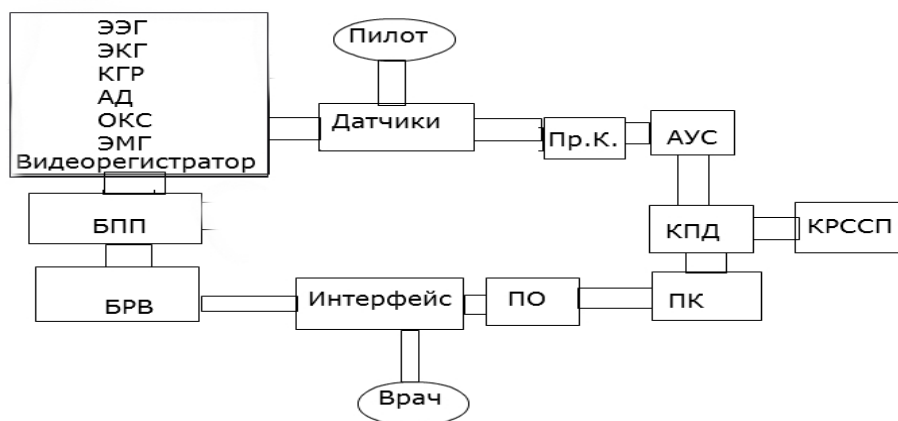 ЭЭГ
ЭКГ
КГР
АД
ОКС
ЭМГ
Видеорегистратор
Пилот
Датчики
Пр.К.
АУС
БПП
КПД
КРССП
БРВ
Интерфейс
ПО
ПК
Врач